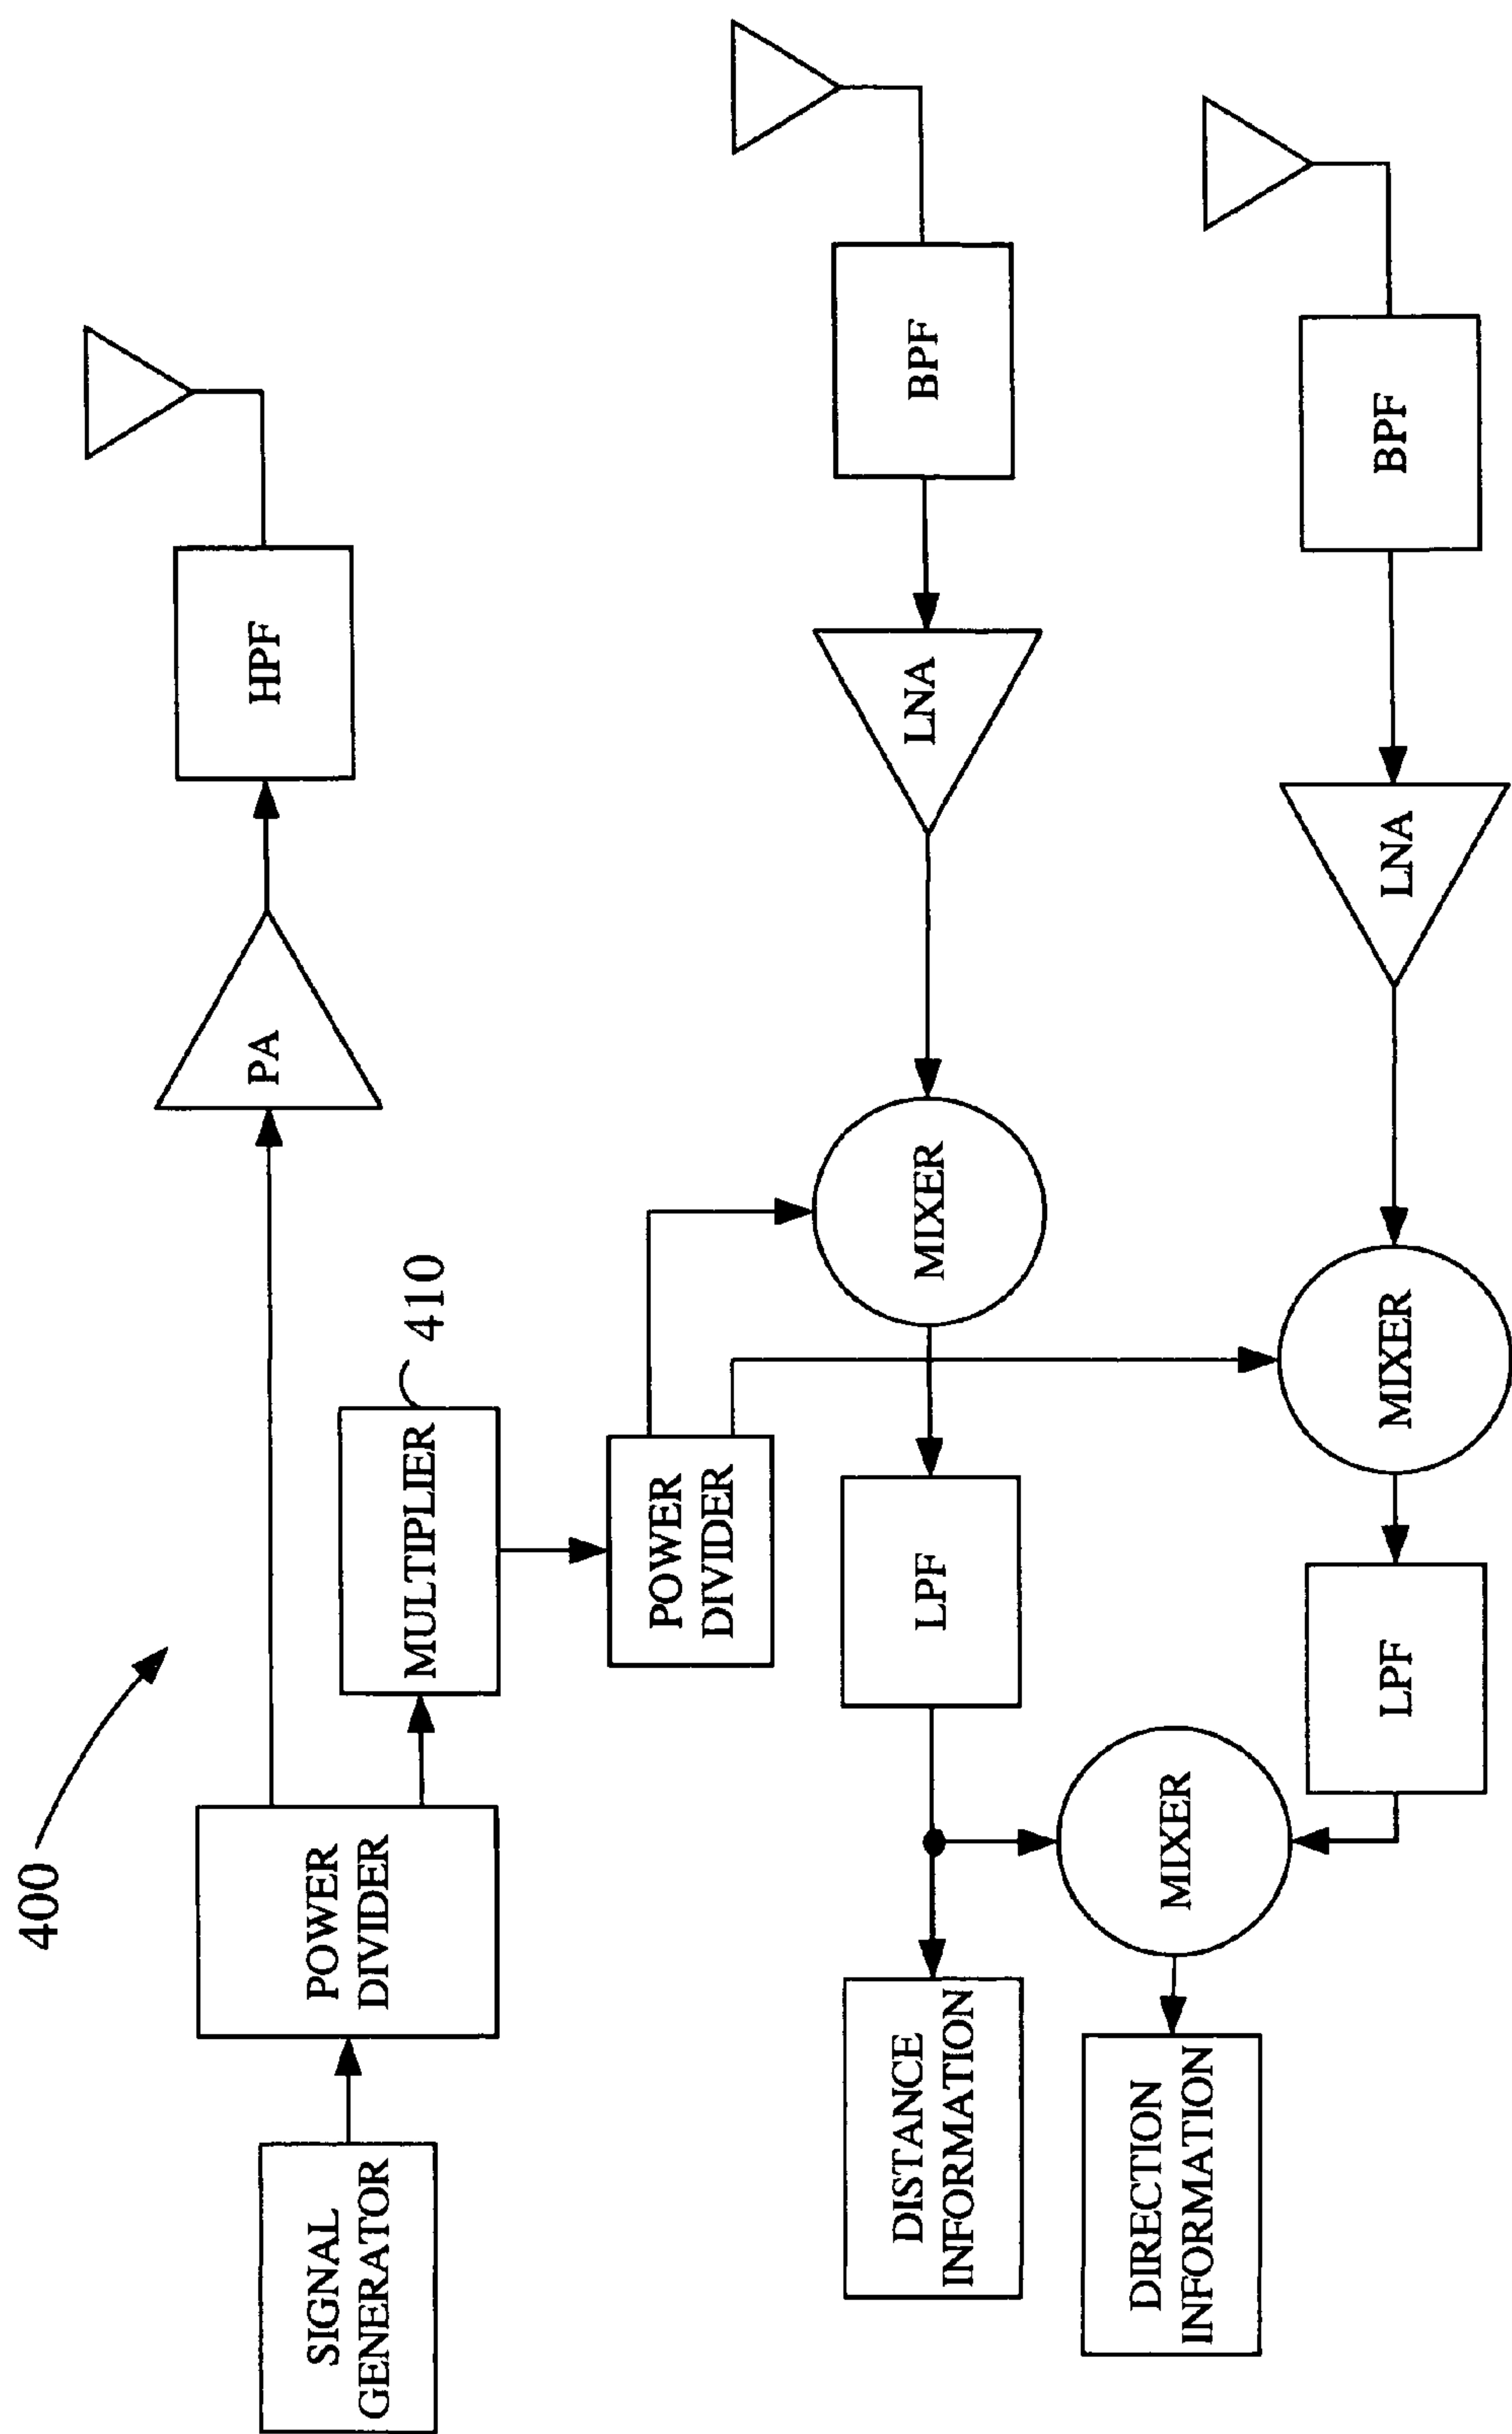 400
SIGNAL
GENERATOR
POWER
DIVIDER
PA
HPF
MULTIPLIER
410
POWER
DIVIDER
DISTANCE
INFORMATION
LPF
MIXER
LNA
BPF
DIRECTION
INFORMATION
MIXER
LPF
MIXER
LNA
BPF